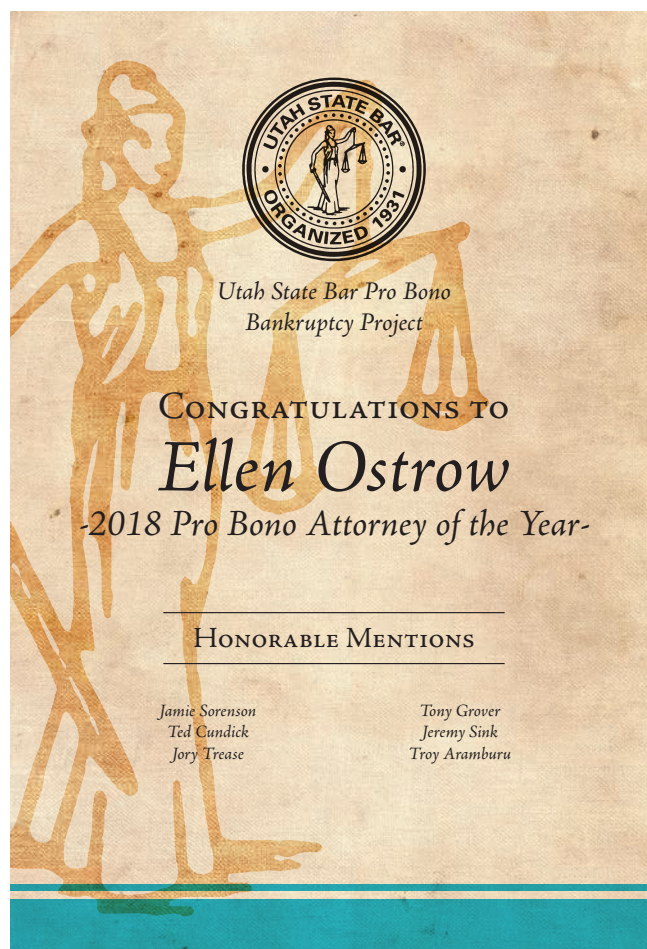 UTAH STATE BAR®
ORGANIZED 1931
Utah State Bar Pro Bono
Bankruptcy Project
Congratulations to
Ellen Ostrow
-2018 Pro Bono Attorney of the Year-
Honorable Mentions
Jamie Sorenson
Ted Cundick
Jory Trease
Tony Grover
Jeremy Sink
Troy Aramburu